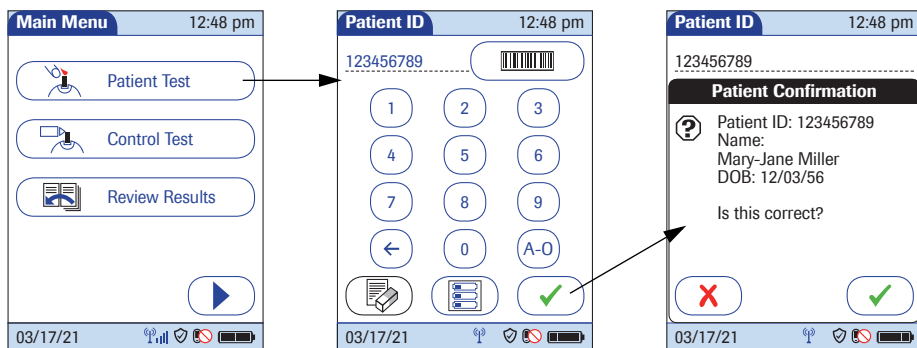 Main Menu 12:48 pm
Patient Test
Control Test
Review Results
03/17/21
Patient ID 12:48 pm
123456789
1 2 3
4 5 6
7 8 9
0 A-O
03/17/21
Patient ID 12:48 pm
123456789
Patient Confirmation
Patient ID: 123456789
Name:
Mary-Jane Miller
DOB: 12/03/56
Is this correct?
03/17/21